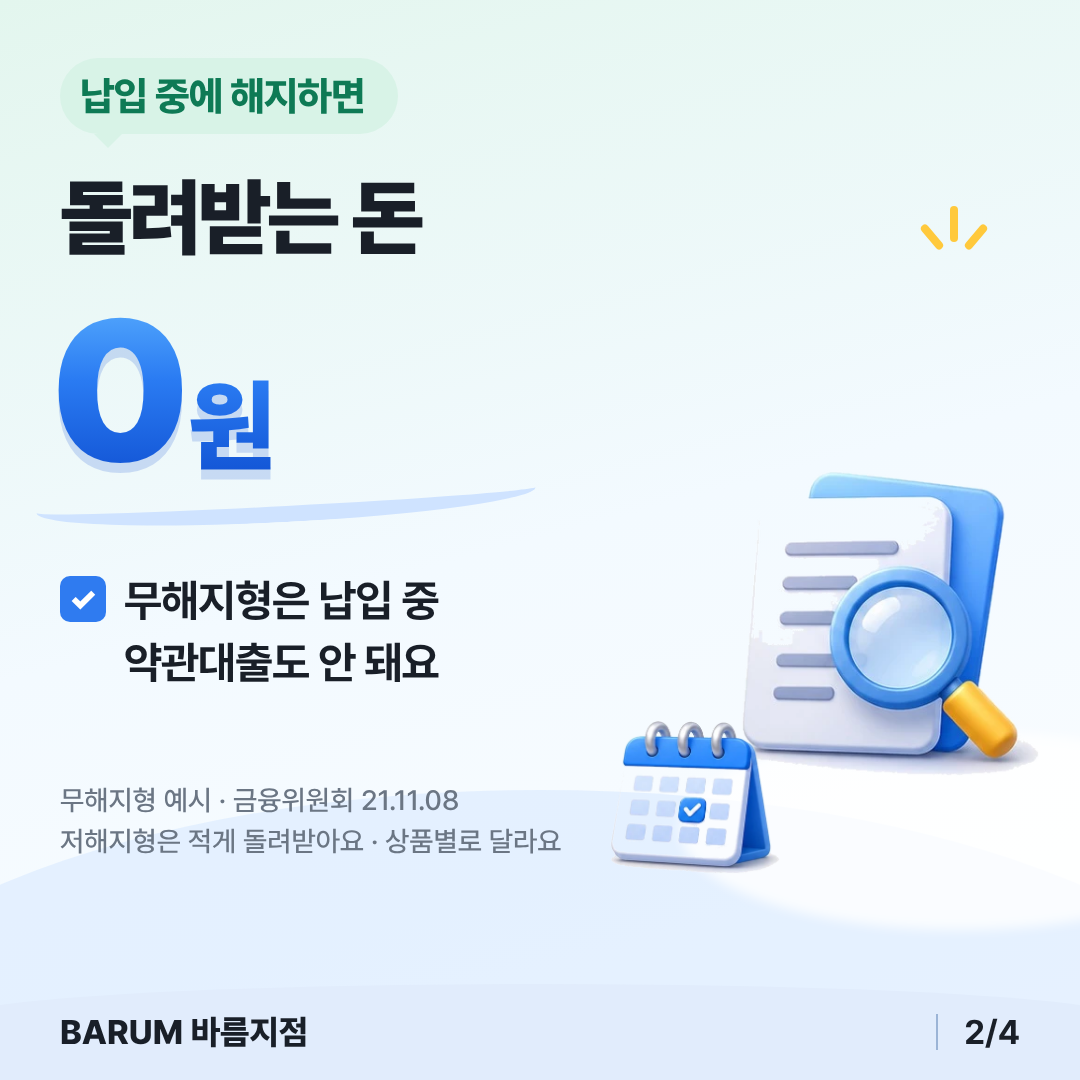 납입 중에 해지하면
돌려받는 돈
0원
무해지형은 납입 중
약관대출도 안 돼요
무해지형 예시 · 금융위원회 21.11.08
저해지형은 적게 돌려받아요 · 상품별로 달라요
BARUM 바름지점
2/4